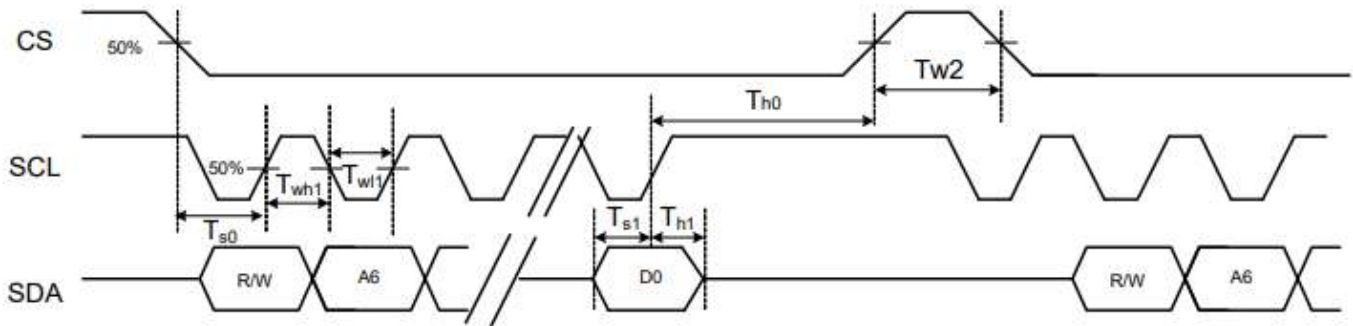 CS
50%
Tw2
Th0
SCL
50%
Twh1
Twl1
Ts0
Ts1
Th1
SDA
R/W
A6
D0
R/W
A6